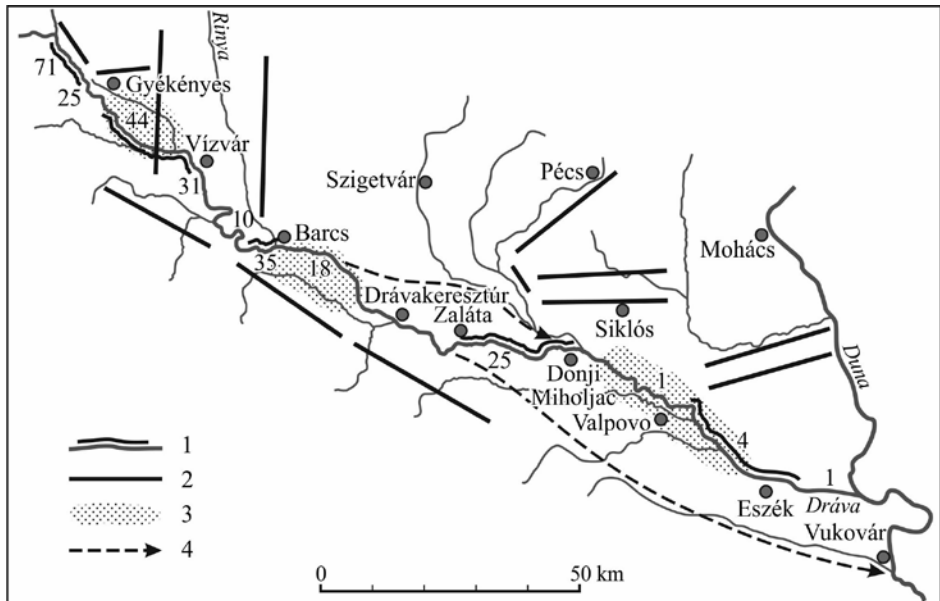 Rinya
71
Gyékényes
25
44
Vízvár
31
Szigetvár
Pécs
Mohács
10
Barcs
35
18
Drávakeresztúr
Zaláta
Siklós
25
Donji
Miholjac
1
Valpovo
4
Duna
1
Eszék
Dráva
Vukovár
1
2
3
4
0
50 km